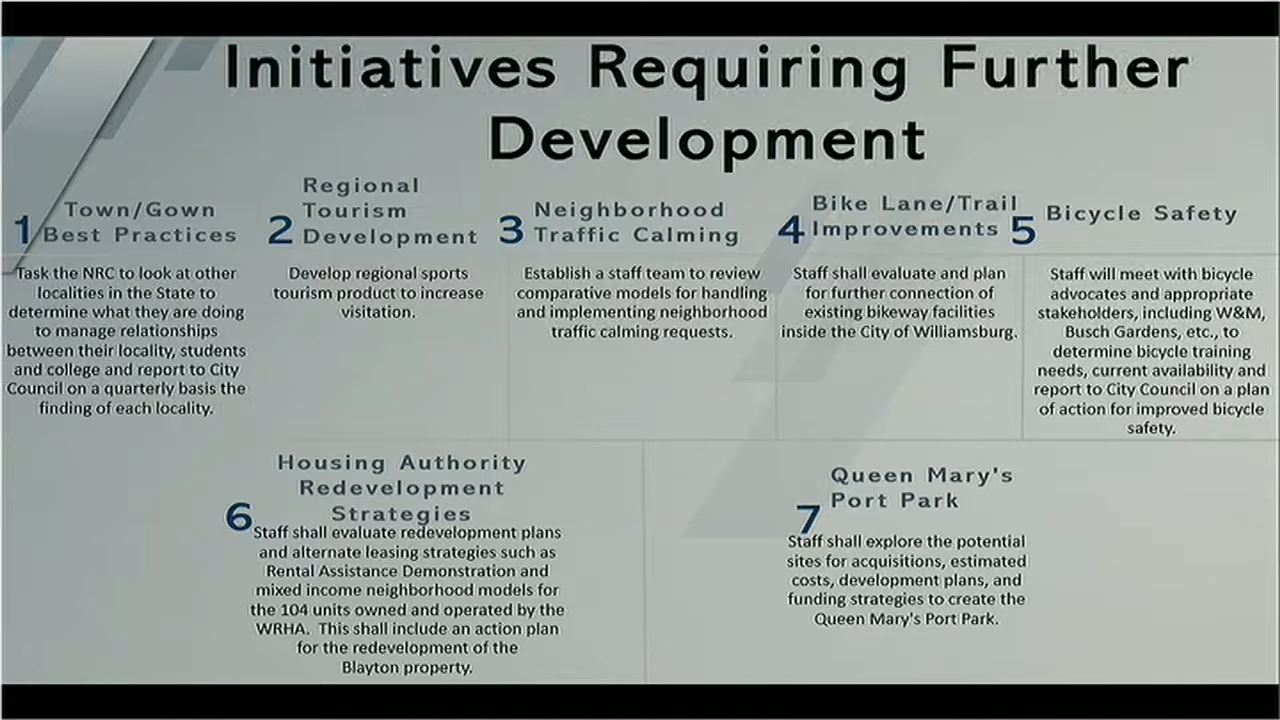 Initiatives Requiring Further
Development
1
Town/Gown
Best Practices
Task the NRC to look at other
localities in the State to
determine what they are doing
to manage relationships
between their locality, students
and college and report to City
Council on a quarterly basis the
finding of each locality.
2
Regional
Tourism
Development
Develop regional sports
tourism product to increase
visitation.
3
Neighborhood
Traffic Calming
Establish a staff team to review
comparative models for handling
and implementing neighborhood
traffic calming requests.
4
Bike Lane/Trail
Improvements
Staff shall evaluate and plan
for further connection of
existing bikeway facilities
inside the City of Williamsburg.
5
Bicycle Safety
Staff will meet with bicycle
advocates and appropriate
stakeholders, including W&M,
Busch Gardens, etc., to
determine bicycle training
needs, current availability and
report to City Council on a plan
of action for improved bicycle
safety.
6
Housing Authority
Redevelopment
Strategies
Staff shall evaluate redevelopment plans
and alternate leasing strategies such as
Rental Assistance Demonstration and
mixed income neighborhood models for
the 104 units owned and operated by the
WRHA.  This shall include an action plan
for the redevelopment of the
Blayton property.
7
Queen Mary's
Port Park
Staff shall explore the potential
sites for acquisitions, estimated
costs, development plans, and
funding strategies to create the
Queen Mary's Port Park.